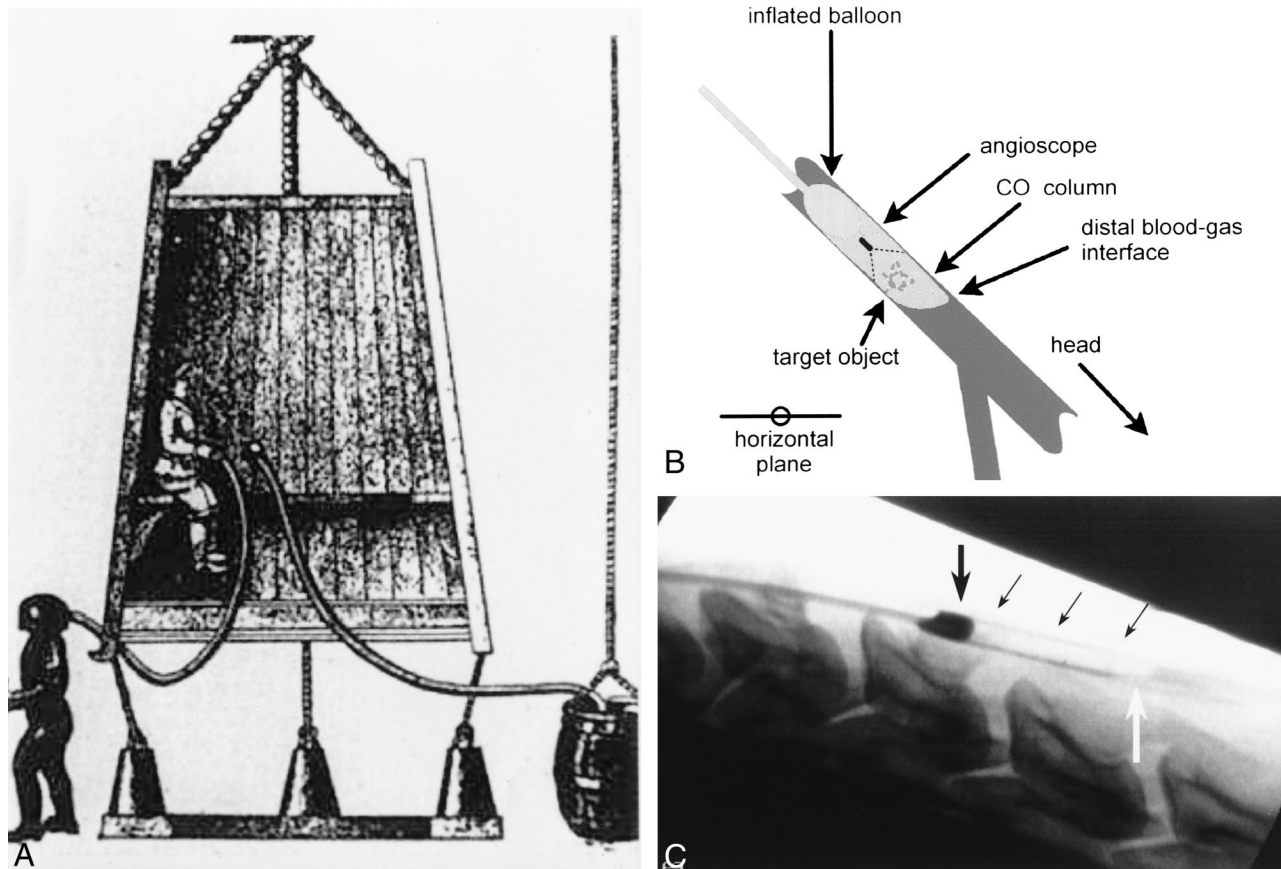 A
inflated balloon
angioscope
CO column
distal blood-gas
interface
target object
head
horizontal
plane
B
C